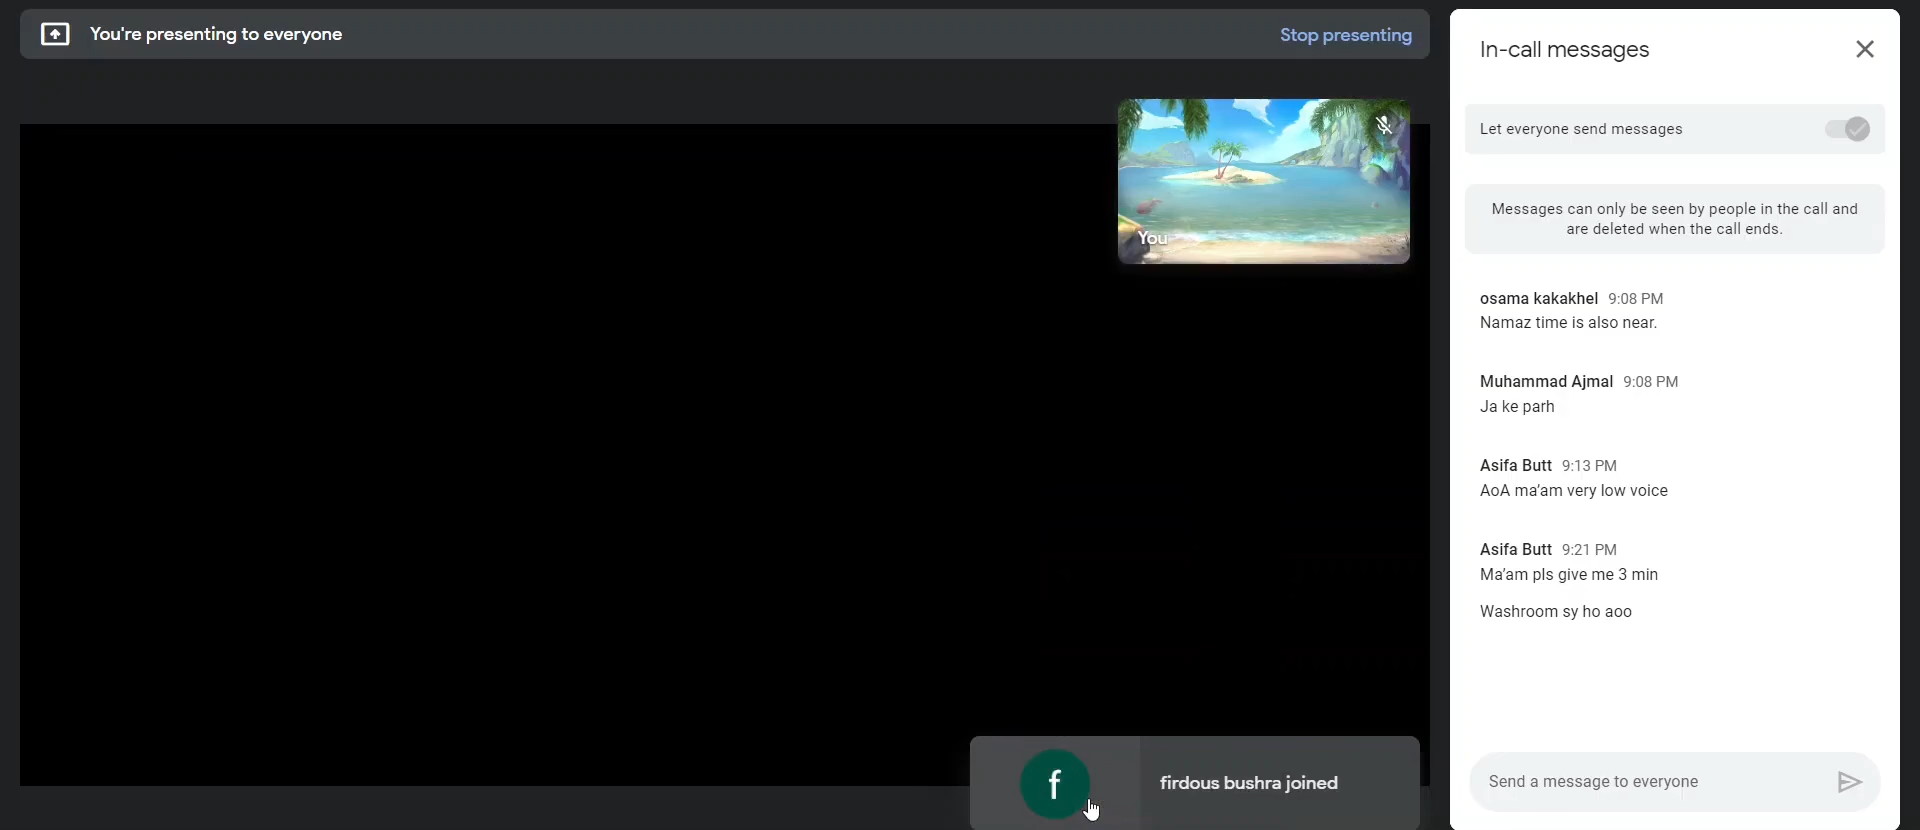 You're presenting to everyone
Stop presenting
You
firdous bushra joined
f
In-call messages
Let everyone send messages
Messages can only be seen by people in the call and
are deleted when the call ends.
osama kakakhel 9:08 PM
Namaz time is also near.
Muhammad Ajmal 9:08 PM
Ja ke parh
Asifa Butt 9:13 PM
AoA ma'am very low voice
Asifa Butt 9:21 PM
Ma'am pls give me 3 min
Washroom sy ho aoo
Send a message to everyone